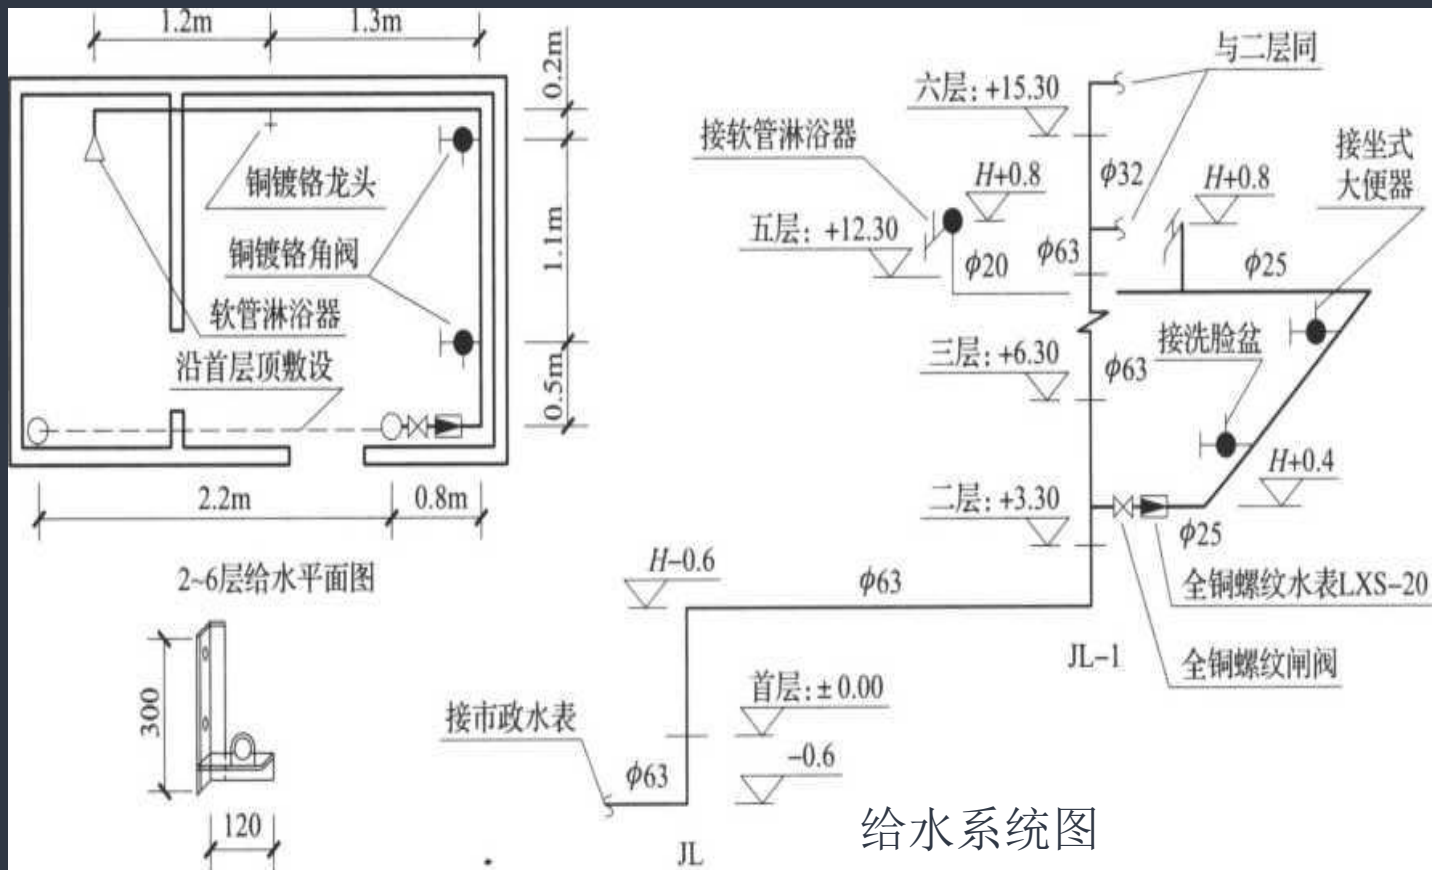 1.2m
1.3m
0.2m
铜镀铬龙头
铜镀铬角阀
1.1m
软管淋浴器
沿首层顶敷设
0.5m
2.2m
0.8m
2~6层给水平面图
300
120
与二层同
六层: +15.30
接软管淋浴器
接坐式
大便器
H+0.8
ϕ32
H+0.8
五层: +12.30
ϕ20
ϕ63
ϕ25
三层: +6.30
ϕ63
接洗脸盆
H+0.4
二层: +3.30
ϕ25
H-0.6
ϕ63
全铜螺纹水表LXS-20
JL-1
全铜螺纹闸阀
首层: ± 0.00
接市政水表
-0.6
ϕ63
JL
给水系统图